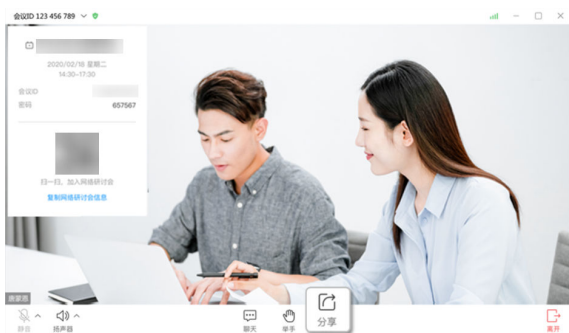 会议ID 123 456 789
2020/02/18 星期二
14:30-17:30
会议ID
密码 657567
扫一扫，加入网络研讨会
复制网络研讨会信息
静音
扬声器
聊天
举手
分享
离开